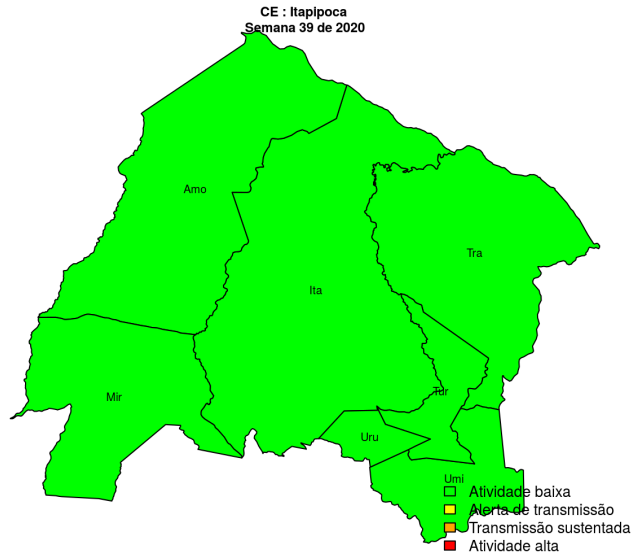 CE : Itapipoca
Semana 39 de 2020
Amo
Tra
Ita
Tur
Mir
Uru
Umi
Atividade baixa
Alerta de transmissão
Transmissão sustentada
Atividade alta